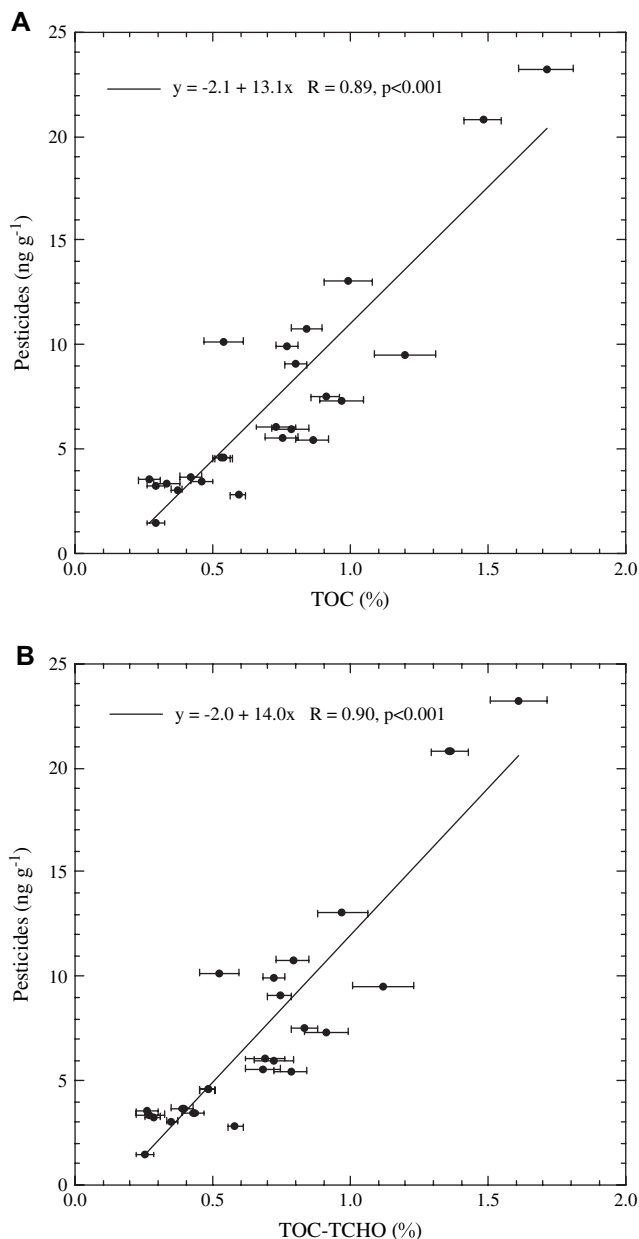 A
y = -2.1 + 13.1x R = 0.89, p<0.001
25
20
15
10
5
0
Pesticides (ng g-1)
0.0 0.5 1.0 1.5 2.0
TOC (%)
B
y = -2.0 + 14.0x R = 0.90, p<0.001
25
20
15
10
5
0
Pesticides (ng g-1)
0.0 0.5 1.0 1.5 2.0
TOC-TCHO (%)